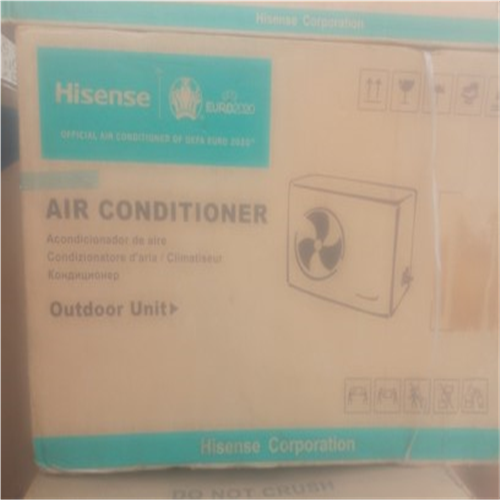 Hisense Corporation
Hisense
EURO2020
OFFICIAL AIR CONDITIONER OF UEFA EURO 2020™
AIR CONDITIONER
Acondicionador de aire
Condizionatore d'aria / Climatiseur
Кондиционер
Outdoor Unit
Hisense Corporation
DO NOT CRUSH